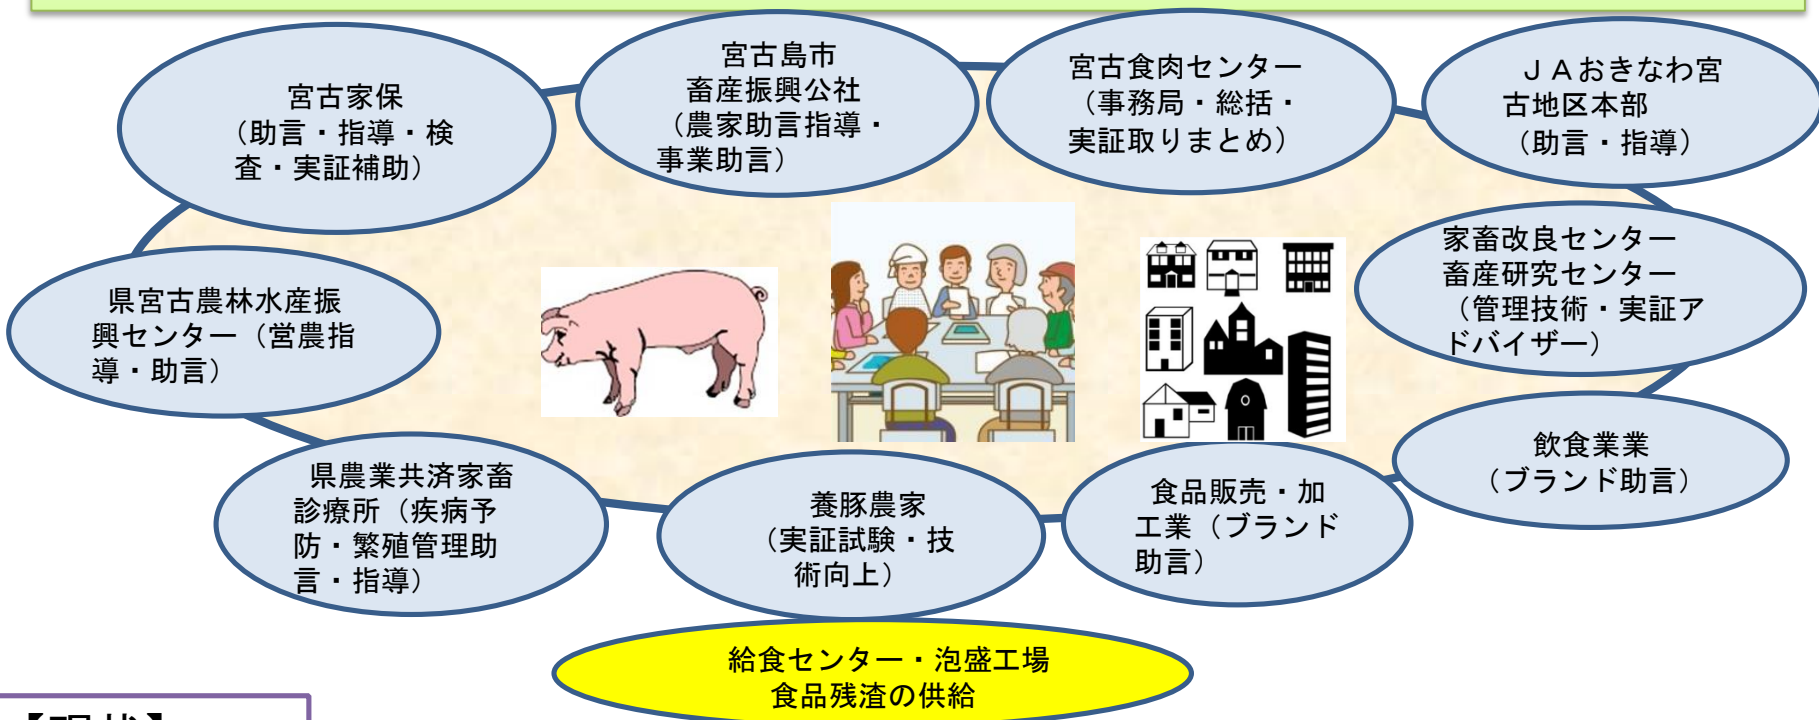 宮古家保
（助言・指導・検
査・実証補助）
宮古島市
畜産振興公社
（農家助言指導・
事業助言）
宮古食肉センター
（事務局・総括・
実証取りまとめ）
ＪＡおきなわ宮
古地区本部
（助言・指導）
県宮古農林水産振
興センター（営農指
導・助言）
家畜改良センター
畜産研究センター
（管理技術・実証ア
ドバイザー）
県農業共済家畜
診療所（疾病予
防・繁殖管理助
言・指導）
養豚農家
（実証試験・技
術向上）
食品販売・加
工業（ブランド
助言）
飲食業業
（ブランド助言）
給食センター・泡盛工場
食品残渣の供給
【現状】